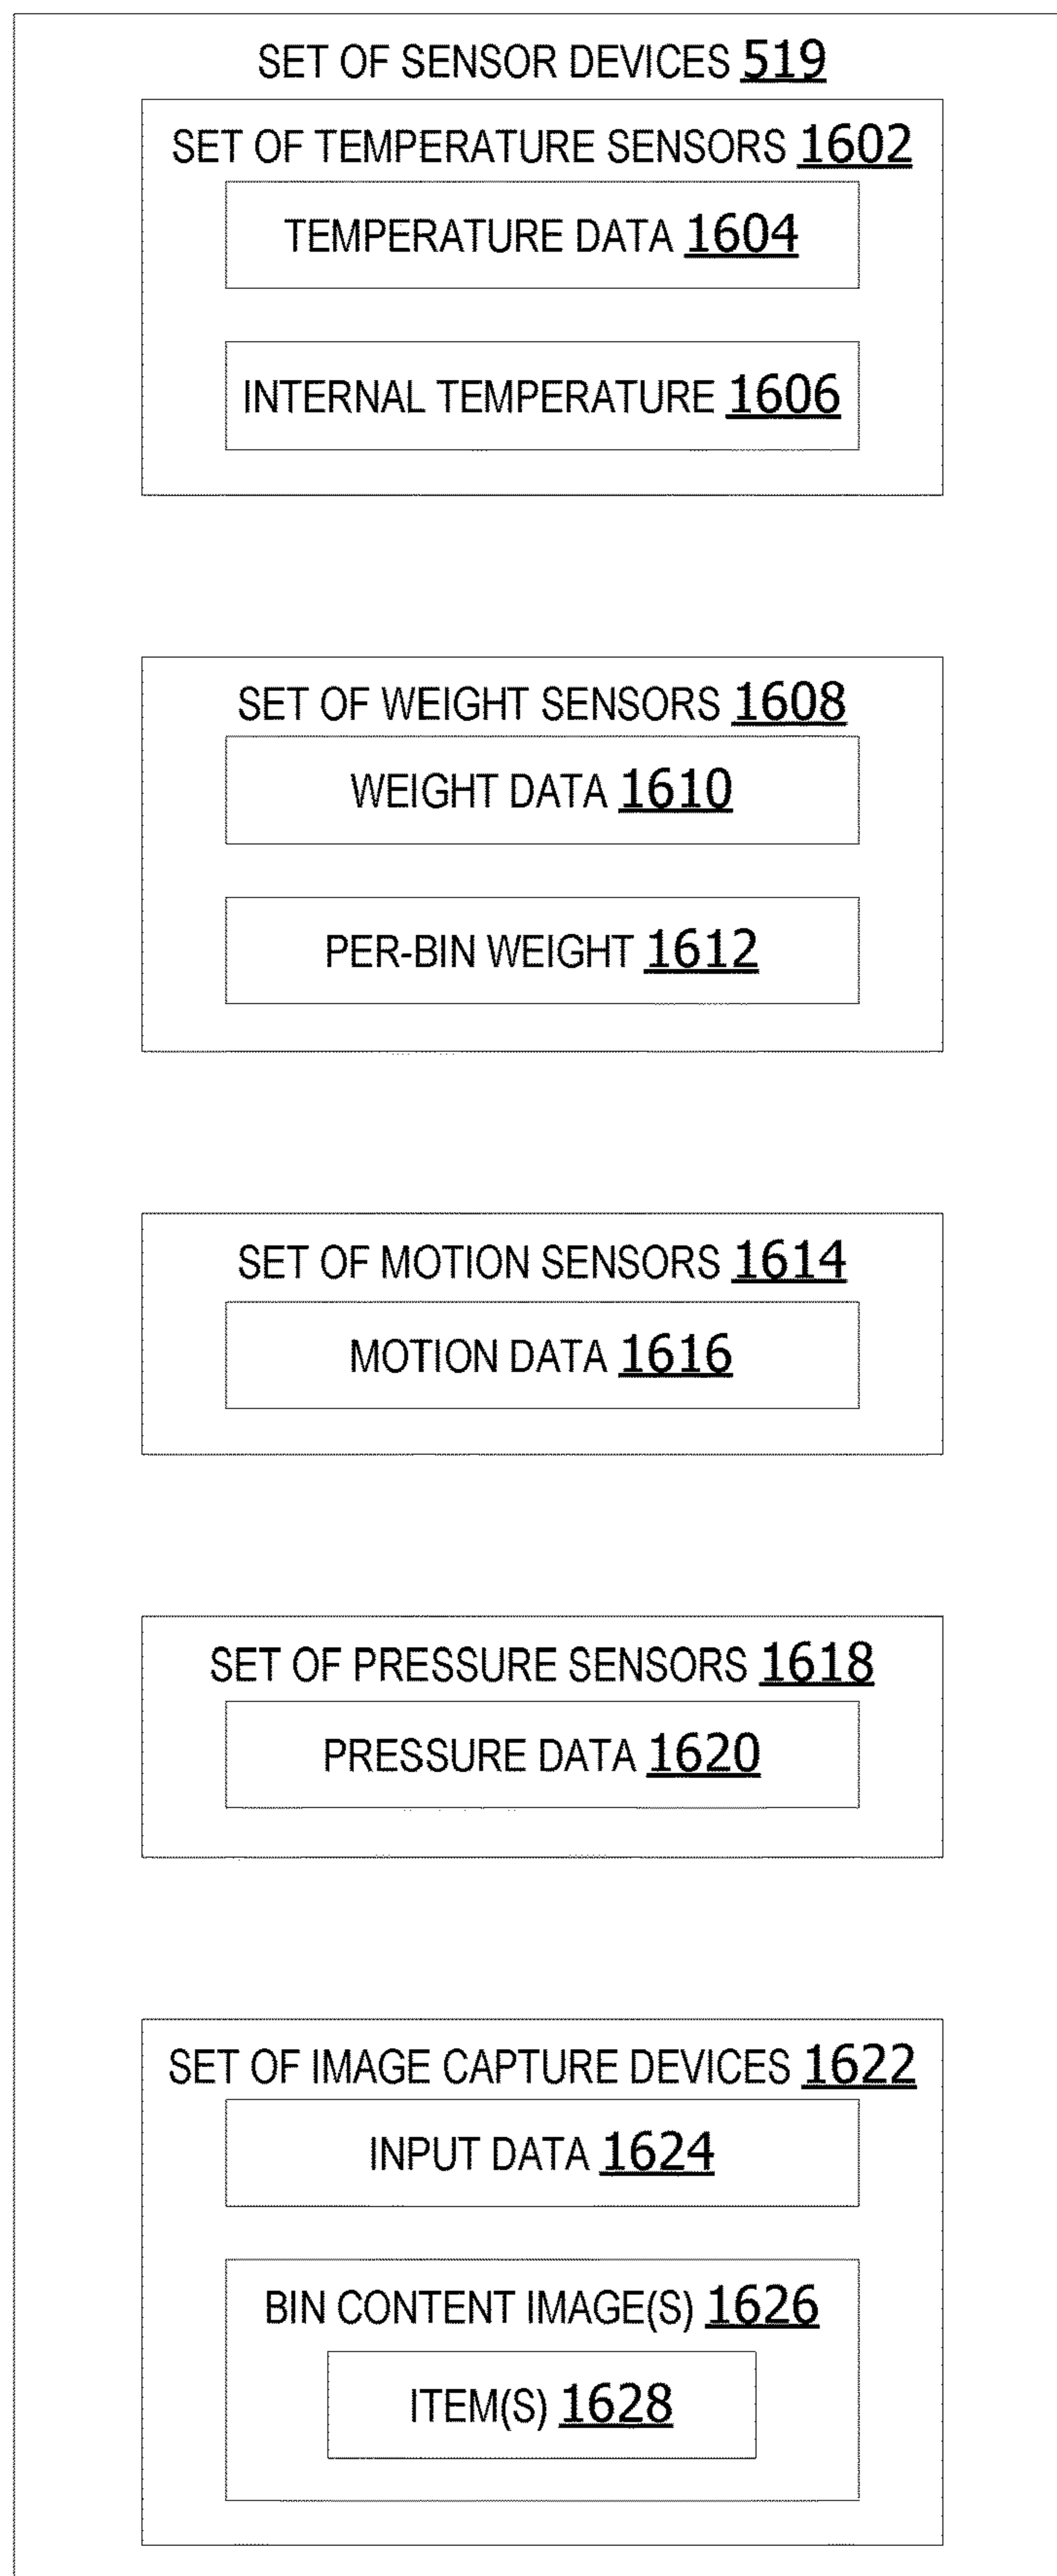 SET OF SENSOR DEVICES 519
SET OF TEMPERATURE SENSORS 1602
TEMPERATURE DATA 1604
INTERNAL TEMPERATURE 1606
SET OF WEIGHT SENSORS 1608
WEIGHT DATA 1610
PER-BIN WEIGHT 1612
SET OF MOTION SENSORS 1614
MOTION DATA 1616
SET OF PRESSURE SENSORS 1618
PRESSURE DATA 1620
SET OF IMAGE CAPTURE DEVICES 1622
INPUT DATA 1624
BIN CONTENT IMAGE(S) 1626
ITEM(S) 1628